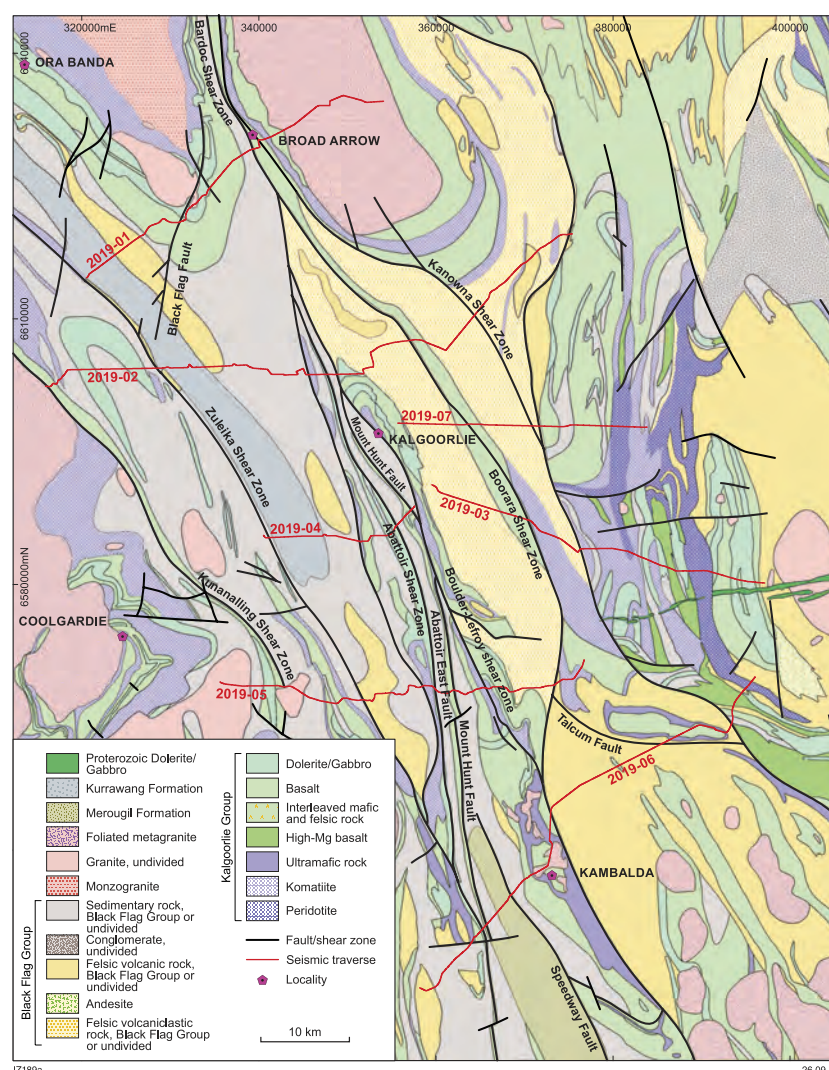 320000mE
340000
360000
380000
400000
6640000
ORA BANDA
Bardoc Shear Zone
BROAD ARROW
2019-01
Black Flag Fault
Kanowna Shear Zone
6610000
2019-02
2019-07
Zuleika Shear Zone
Mount Hunt Fault
KALGOORLIE
2019-03
Boorara Shear Zone
2019-04
Abattoir Shear Zone
6580000mN
Kunanalling Shear Zone
Boulder-Lefroy shear zone
COOLGARDIE
Abattoir East Fault
2019-05
Talcum Fault
Mount Hunt Fault
2019-06
KAMBALDA
Speedway Fault
Proterozoic Dolerite/
Gabbro
Kurrawang Formation
Merougil Formation
Foliated metagranite
Granite, undivided
Monzogranite
Black Flag Group
Sedimentary rock,
Black Flag Group or
undivided
Conglomerate,
undivided
Felsic volcanic rock,
Black Flag Group or
undivided
Andesite
Felsic volcaniclastic
rock, Black Flag Group
or undivided
Kalgoorlie Group
Dolerite/Gabbro
Basalt
Interleaved mafic
and felsic rock
High-Mg basalt
Ultramafic rock
Komatiite
Peridotite
Fault/shear zone
Seismic traverse
Locality
10 km